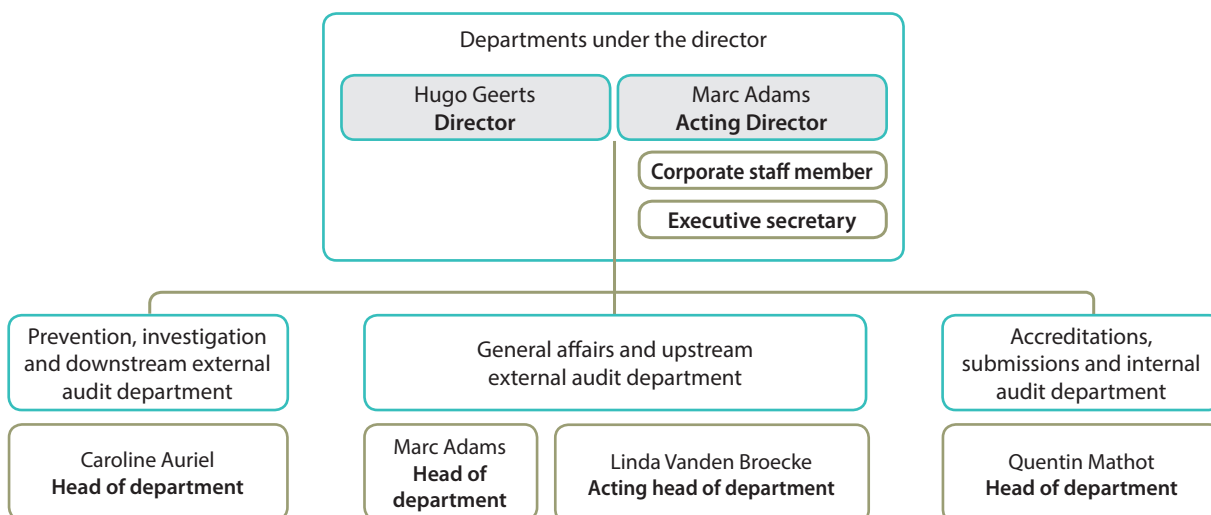 Departments under the director
Hugo Geerts
Director
Marc Adams
Acting Director
Corporate staff member
Executive secretary
Prevention, investigation
and downstream external
audit department
General affairs and upstream
external audit department
Accreditations,
submissions and internal
audit department
Caroline Auriel
Head of department
Marc Adams
Head of
department
Linda Vanden Broecke
Acting head of department
Quentin Mathot
Head of department